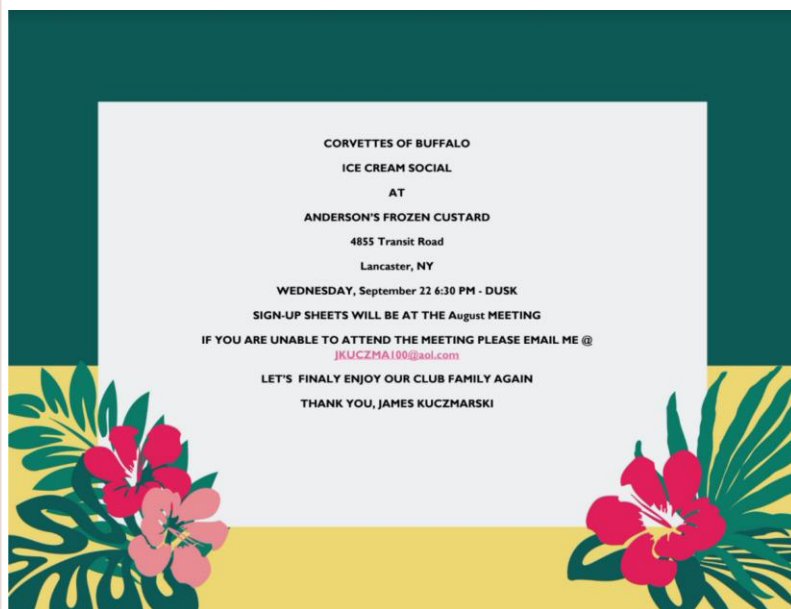 CORVETTES OF BUFFALO
ICE CREAM SOCIAL
AT
ANDERSON'S FROZEN CUSTARD
4855 Transit Road
Lancaster, NY
WEDNESDAY, September 22 6:30 PM - DUSK
SIGN-UP SHEETS WILL BE AT THE August MEETING
IF YOU ARE UNABLE TO ATTEND THE MEETING PLEASE EMAIL ME @
JKUCZMA100@aol.com
LET'S FINALY ENJOY OUR CLUB FAMILY AGAIN
THANK YOU, JAMES KUCZMARSKI